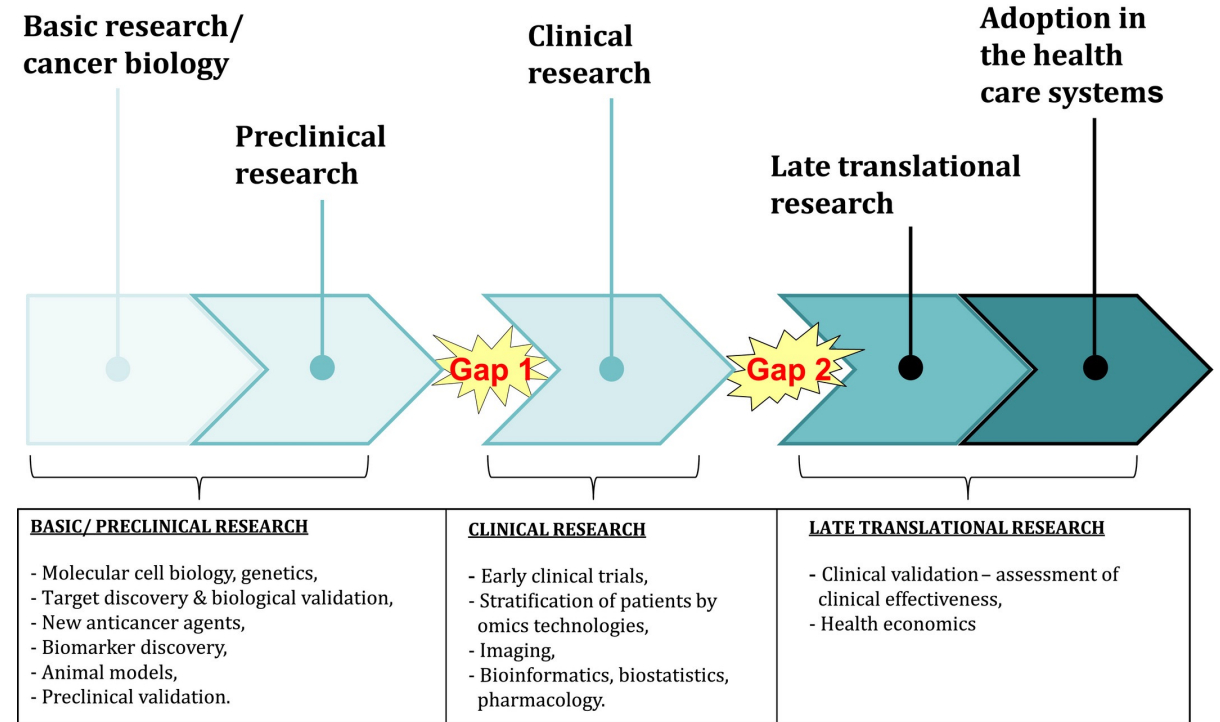 Basic research/
cancer biology
Preclinical
research
Clinical
research
Late translational
research
Adoption in
the health
care systems
Gap 1
Gap 2
BASIC/ PRECLINICAL RESEARCH
- Molecular cell biology, genetics,
- Target discovery & biological validation,
- New anticancer agents,
- Biomarker discovery,
- Animal models,
- Preclinical validation.
CLINICAL RESEARCH
- Early clinical trials,
- Stratification of patients by
omics technologies,
- Imaging,
- Bioinformatics, biostatistics,
pharmacology.
LATE TRANSLATIONAL RESEARCH
- Clinical validation – assessment of
clinical effectiveness,
- Health economics